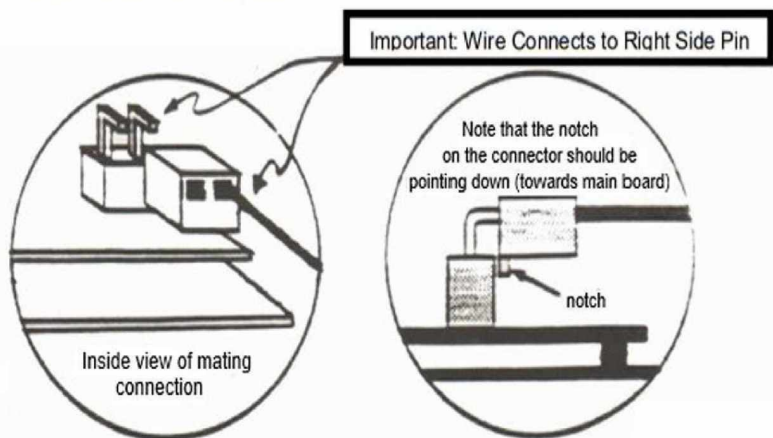 Important: Wire Connects to Right Side Pin
Note that the notch
on the connector should be
pointing down (towards main board)
notch
Inside view of mating
connection